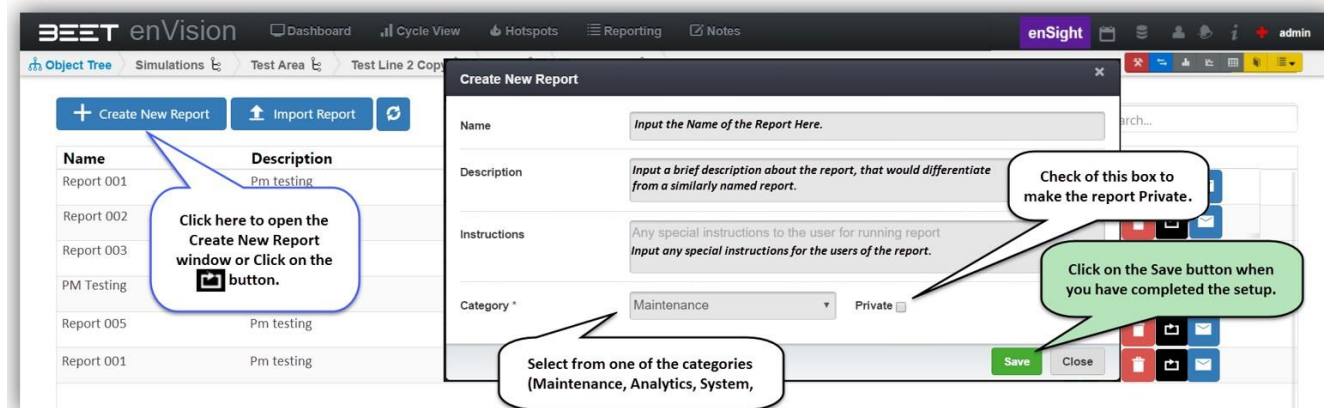 BEET enVision Dashboard Cycle View Hotspots Reporting Notes enSight i admin
Object Tree Simulations Test Area Test Line 2 Copy
Create New Report Import Report
Create New Report ×
Name Input the Name of the Report Here.
Description Input a brief description about the report, that would differentiate
from a similarly named report.
Instructions Any special instructions to the user for running report
Input any special instructions for the users of the report.
Category * Maintenance Private
Save Close
arch...
Name Description
Report 001 Pm testing
Report 002
Report 003
PM Testing
Report 005 Pm testing
Report 001 Pm testing
Click here to open the
Create New Report
window or Click on the
button.
Check of this box to
make the report Private.
Click on the Save button when
you have completed the setup.
Select from one of the categories
(Maintenance, Analytics, System,